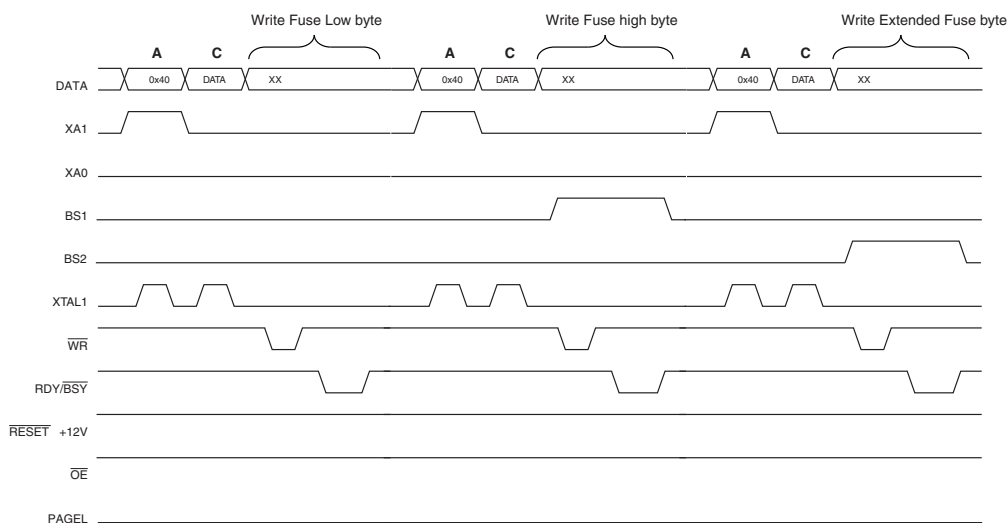 Write Fuse Low byte Write Fuse high byte Write Extended Fuse byte
A C A C A C
DATA 0x40 DATA XX 0x40 DATA XX 0x40 DATA XX
XA1
XA0
BS1
BS2
XTAL1
WR
RDY/BSY
RESET +12V
OE
PAGEL